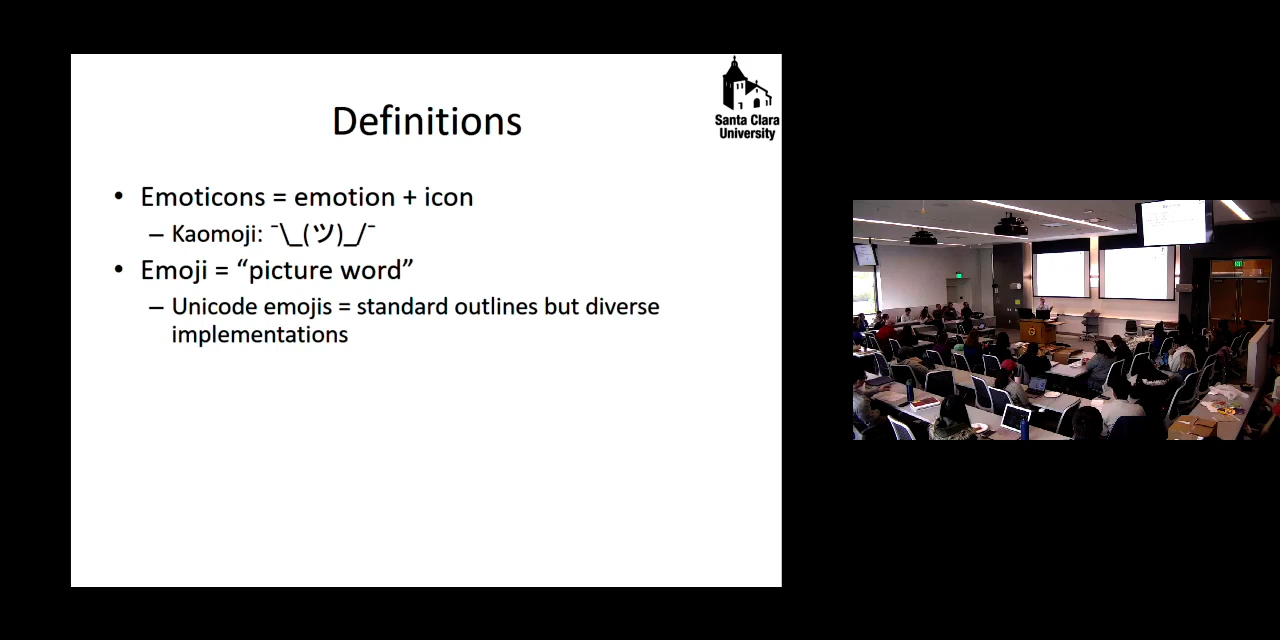 Santa Clara
University
Definitions
• Emoticons = emotion + icon
– Kaomoji: ¯\_(ツ)_/¯
• Emoji = “picture word”
– Unicode emojis = standard outlines but diverse
implementations